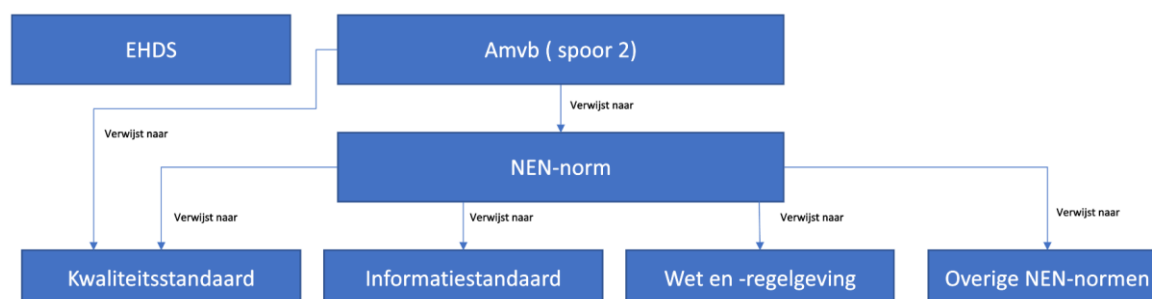 EHDS
Amvb ( spoor 2)
Verwijst naar
Verwijst naar
NEN-norm
Verwijst naar
Verwijst naar
Verwijst naar
Verwijst naar
Kwaliteitsstandaard
Informatiestandaard
Wet en -regelgeving
Overige NEN-normen